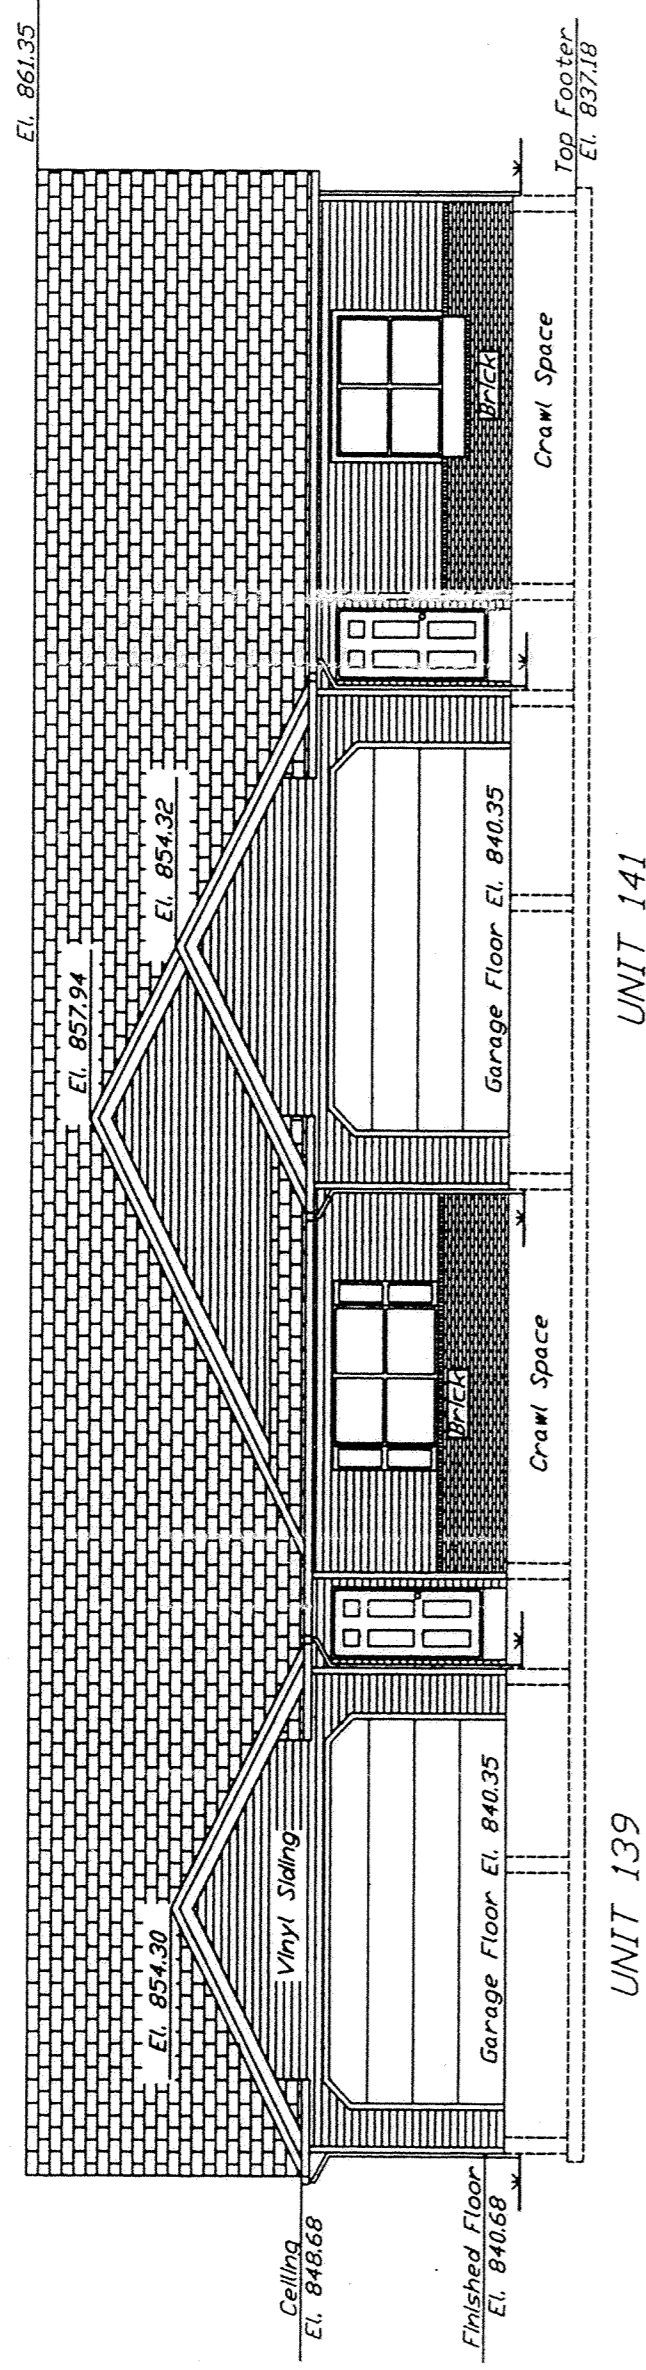 El. 861.35
El. 857.94
El. 854.30
El. 854.32
Vinyl Siding
Ceiling
El. 848.68
Brick
Brick
Finished Floor
El. 840.68
Garage Floor El. 840.35
Garage Floor El. 840.35
Crawl Space
Crawl Space
Top Footer
El. 837.18
UNIT 139
UNIT 141